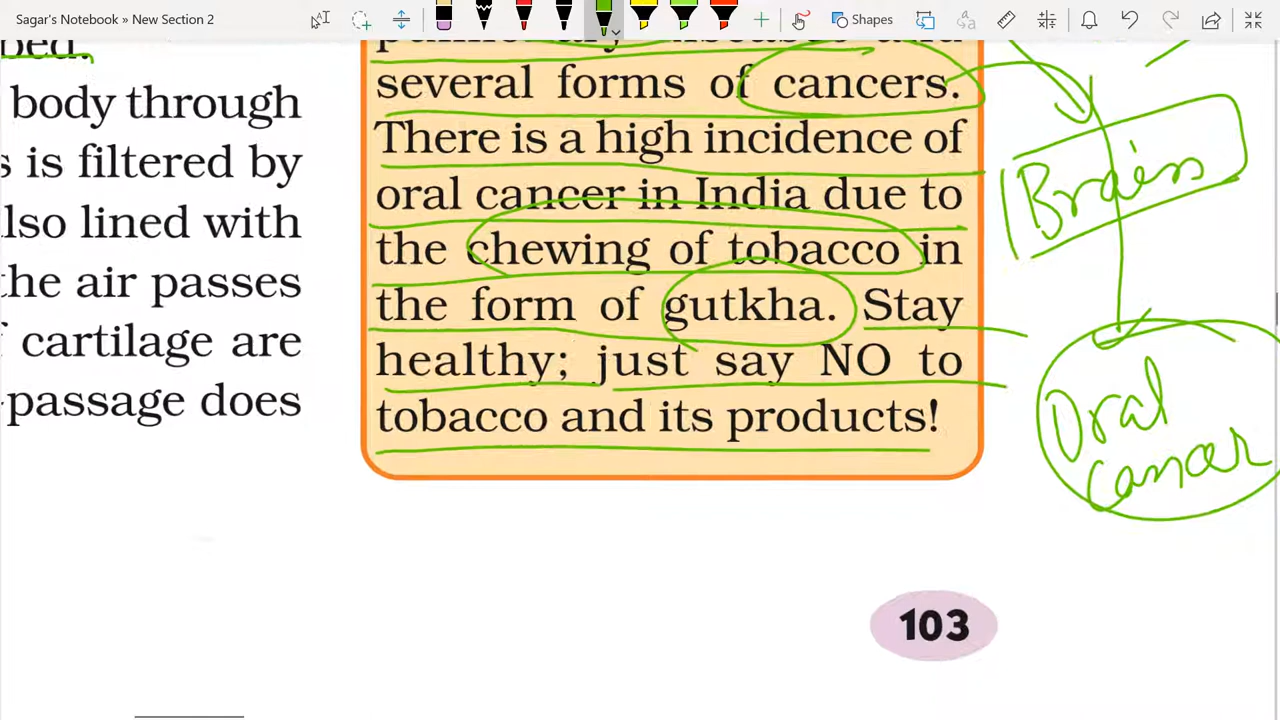 Sagar's Notebook » New Section 2
Shapes
body through
s is filtered by
also lined with
the air passes
f cartilage are
-passage does
several forms of cancers.
There is a high incidence of
oral cancer in India due to
the chewing of tobacco in
the form of gutkha. Stay
healthy; just say NO to
tobacco and its products!
Oral
Cancer
103